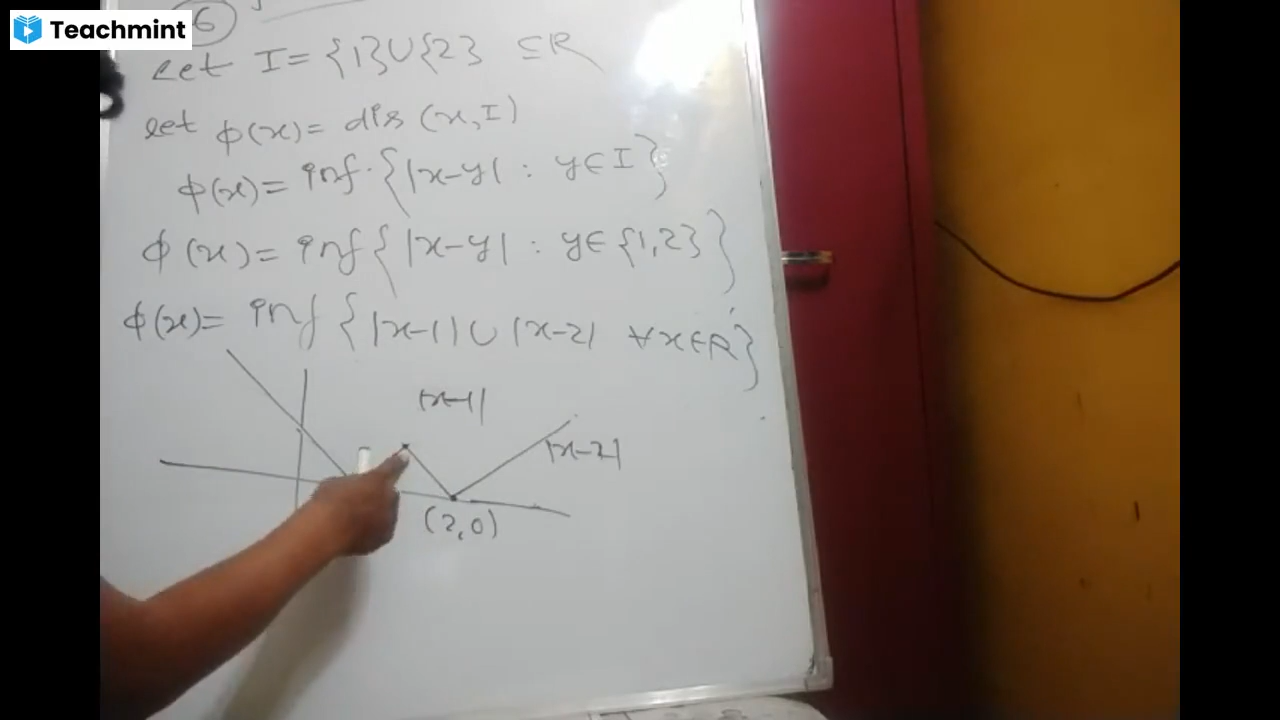 Teachmint
6
Let I = {1}∪{2} ⊆R
Let ϕ(x) = dis (x, I)
ϕ(x) = inf. {|x-y| : y∈I}
ϕ(x) = inf {|x-y| : y∈ {1,2}}
ϕ(x) = inf {|x-1| ∪ |x-2| ∀x∈R}
|x-1|
|x-2|
(2,0)